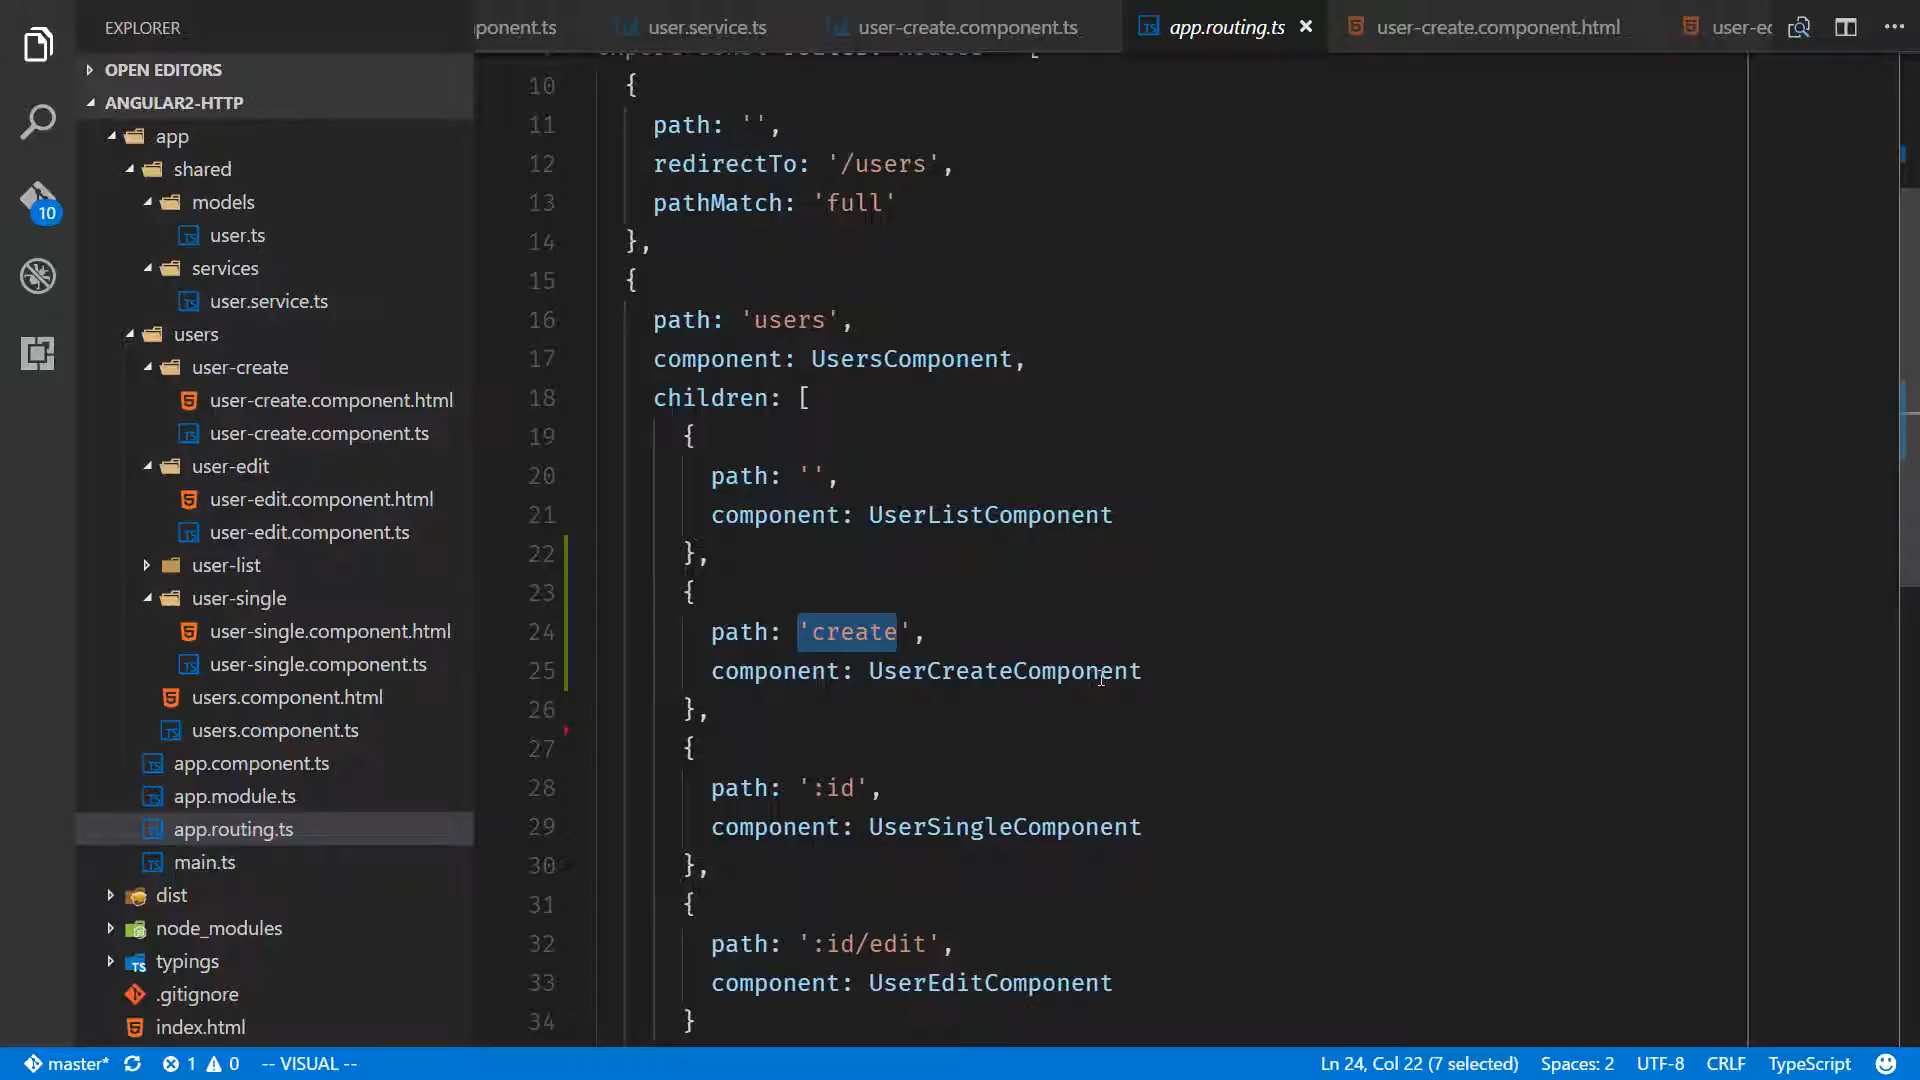 EXPLORER
OPEN EDITORS
ANGULAR2-HTTP
app
shared
models
user.ts
services
user.service.ts
users
user-create
user-create.component.html
user-create.component.ts
user-edit
user-edit.component.html
user-edit.component.ts
user-list
user-single
user-single.component.html
user-single.component.ts
users.component.html
users.component.ts
app.component.ts
app.module.ts
app.routing.ts
main.ts
dist
node_modules
typings
.gitignore
index.html
10
ponent.ts user.service.ts user-create.component.ts app.routing.ts user-create.component.html user-ed
10 {
11 path: '',
12 redirectTo: '/users',
13 pathMatch: 'full'
14 },
15 {
16 path: 'users',
17 component: UsersComponent,
18 children: [
19 {
20 path: '',
21 component: UserListComponent
22 },
23 {
24 path: 'create',
25 component: UserCreateComponent
26 },
27 {
28 path: ':id',
29 component: UserSingleComponent
30 },
31 {
32 path: ':id/edit',
33 component: UserEditComponent
34 }
master* 1 0 -- VISUAL -- Ln 24, Col 22 (7 selected) Spaces: 2 UTF-8 CRLF TypeScript